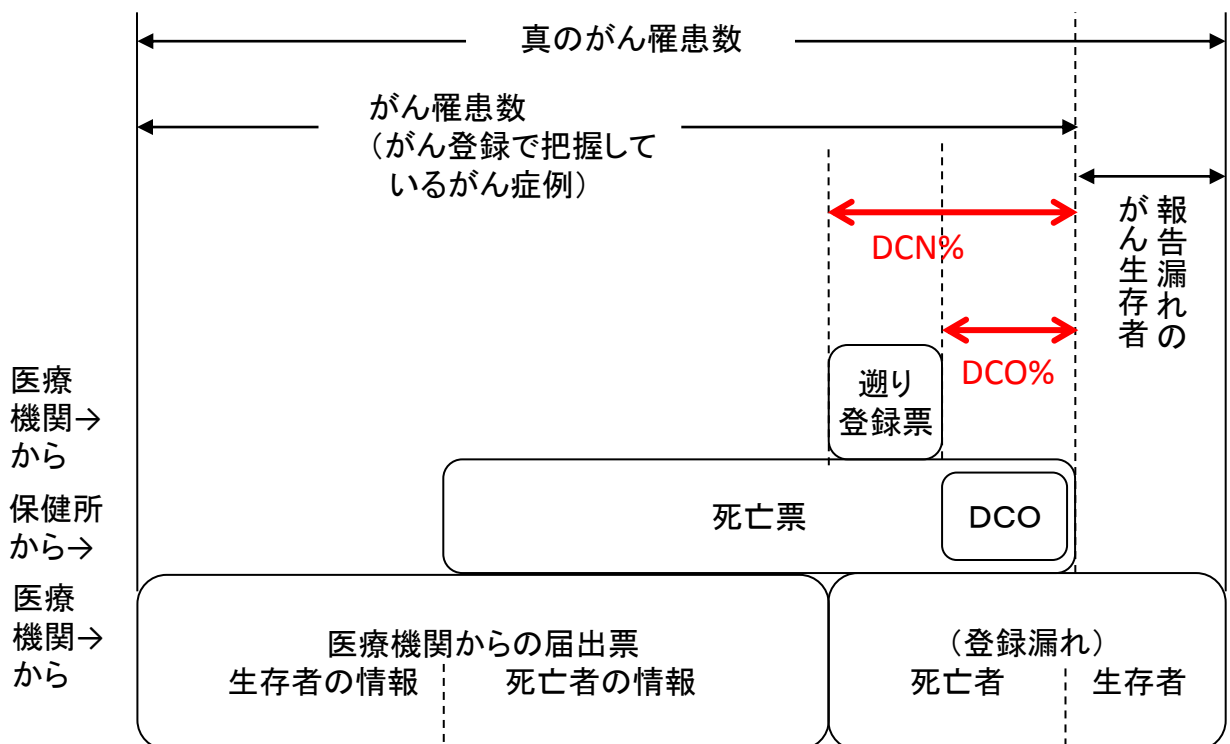 真のがん罹患数
がん罹患数
（がん登録で把握して
いるがん症例）
報告漏れの
がん生存者
DCN%
DCO%
医療
機関→
から
遡り
登録票
保健所
から→
死亡票
DCO
医療
機関→
から
医療機関からの届出票
生存者の情報
死亡者の情報
（登録漏れ）
死亡者
生存者